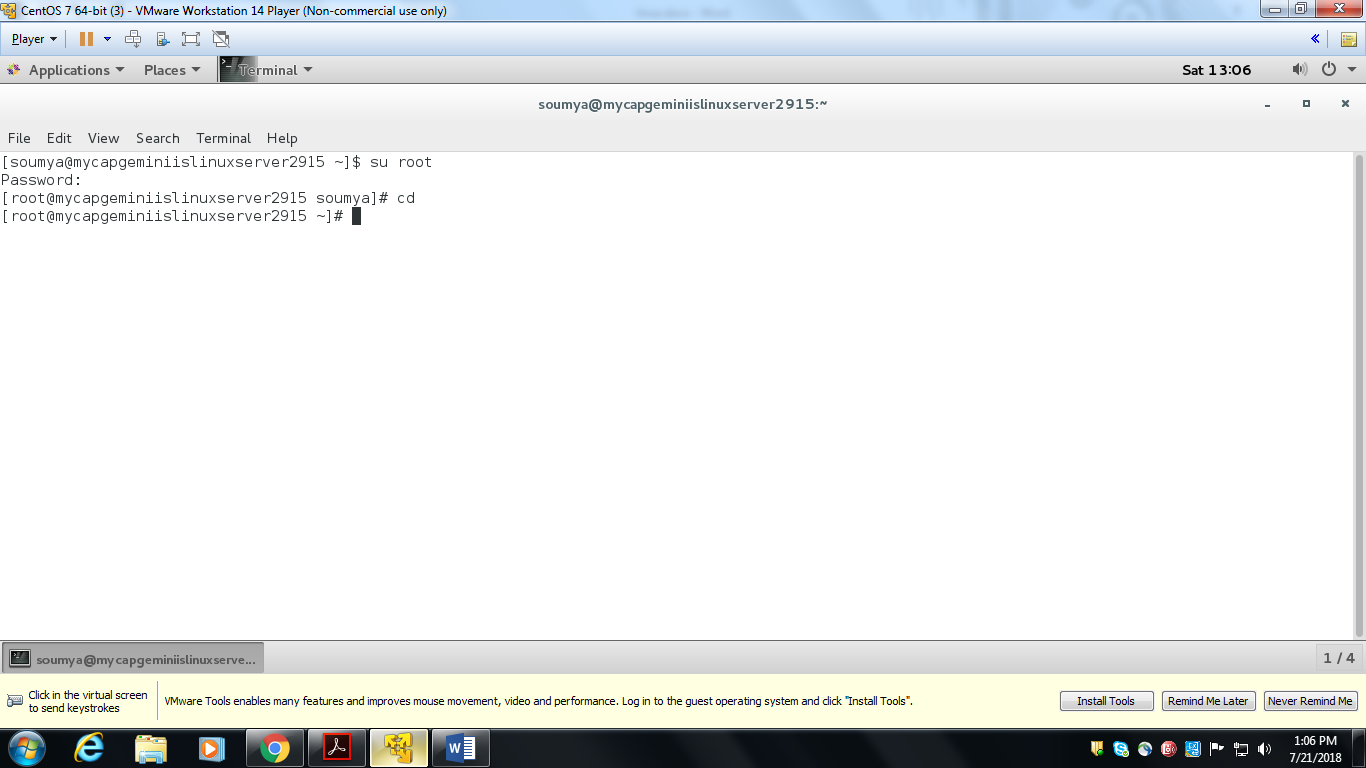 CentOS 7 64-bit (3) - VMware Workstation 14 Player (Non-commercial use only)
Player
Applications Places Terminal Sat 13:06
soumya@mycapgeminiislinuxserver2915:~
File Edit View Search Terminal Help
[soumya@mycapgeminiislinuxserver2915 ~]$ su root
Password:
[root@mycapgeminiislinuxserver2915 soumya]# cd
[root@mycapgeminiislinuxserver2915 ~]#
soumya@mycapgeminiislinuxserve... 1 / 4
Click in the virtual screen
to send keystrokes
VMware Tools enables many features and improves mouse movement, video and performance. Log in to the guest operating system and click "Install Tools".
Install Tools Remind Me Later Never Remind Me
1:06 PM
7/21/2018